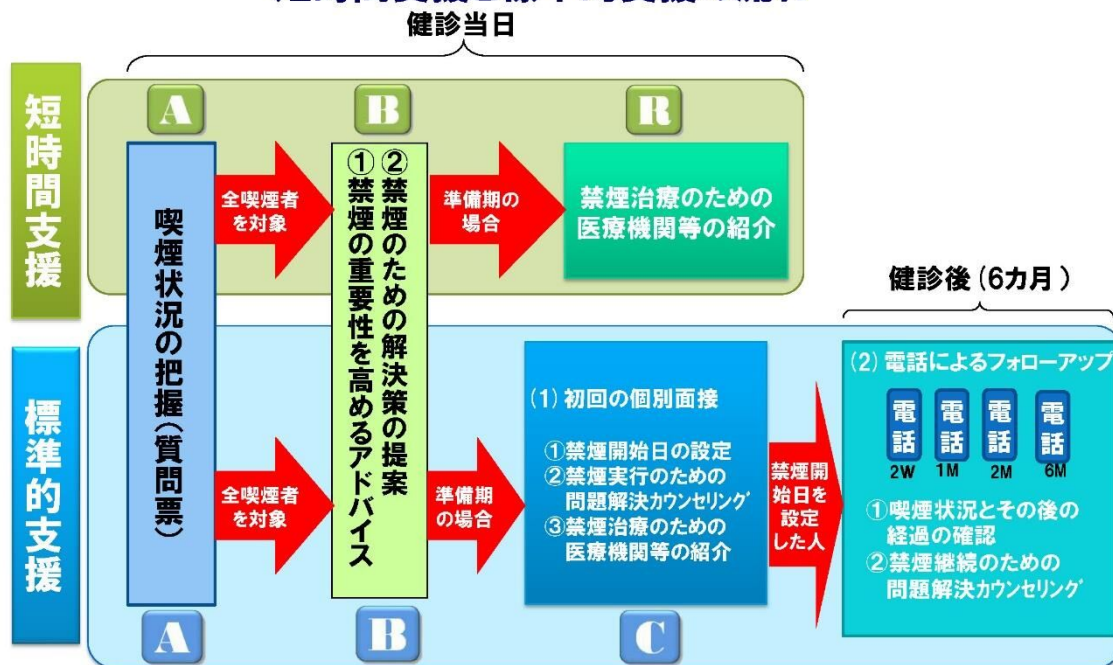 健診当日
短時間支援
A
B
R
喫煙状況の把握(質問票)
全喫煙者
を対象
①禁煙の重要性を高めるアドバイス
②禁煙のための解決策の提案
準備期の
場合
禁煙治療のための
医療機関等の紹介
標準的支援
全喫煙者
を対象
準備期
の場合
(1) 初回の個別面接
①禁煙開始日の設定
②禁煙実行のための
問題解決カウンセリング
③禁煙治療のための
医療機関等の紹介
禁煙開
始日を
設定
した人
健診後(6カ月)
(2) 電話によるフォローアップ
電話
電話
電話
電話
2W
1M
2M
6M
①喫煙状況とその後の
経過の確認
②禁煙継続のための
問題解決カウンセリング
A
B
C